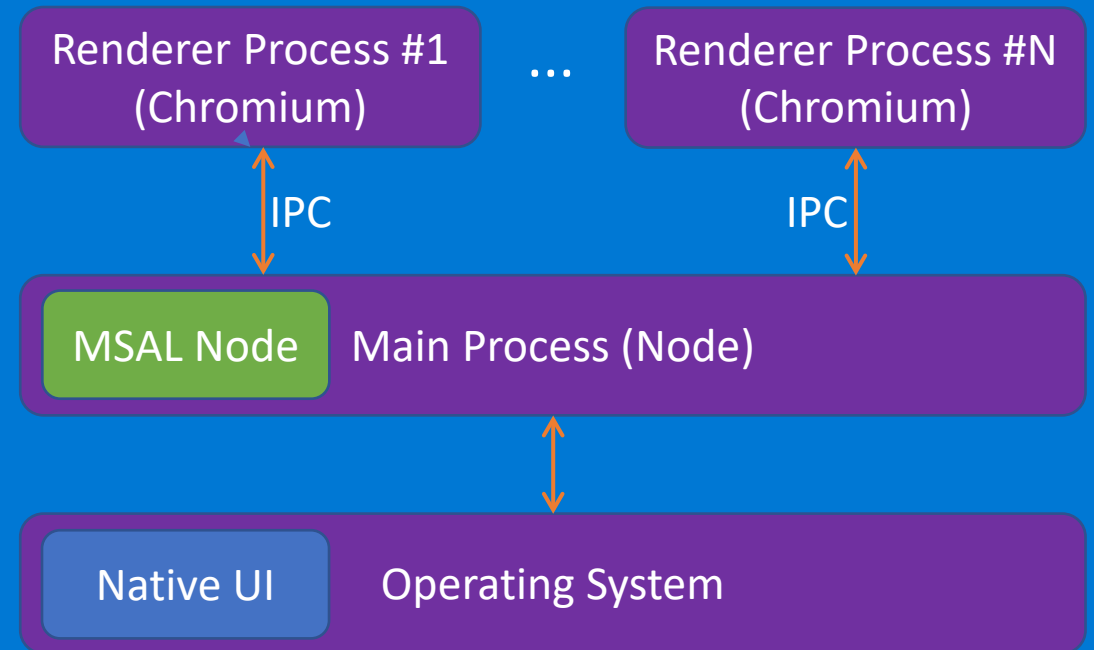 Renderer Process #1
(Chromium)
...
Renderer Process #N
(Chromium)
IPC
IPC
MSAL Node
Main Process (Node)
Native UI
Operating System